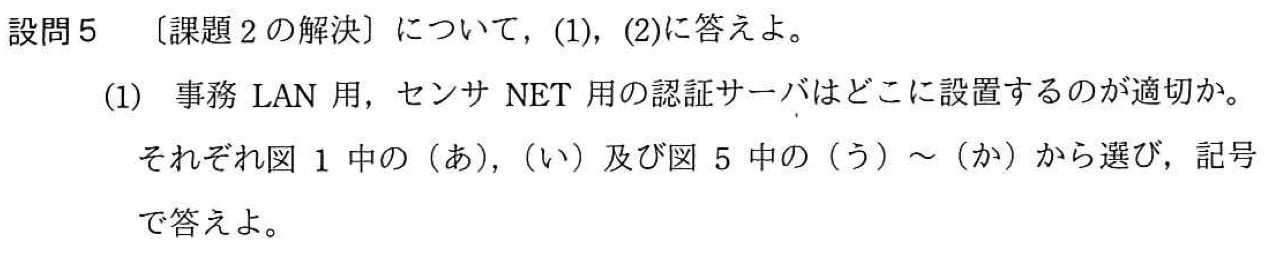 設問5　〔課題2の解決〕について，(1)，(2)に答えよ。
(1)　事務 LAN 用，センサ NET 用の認証サーバはどこに設置するのが適切か。
それぞれ図 1 中の（あ），（い）及び図 5 中の（う）～（か）から選び，記号
で答えよ。